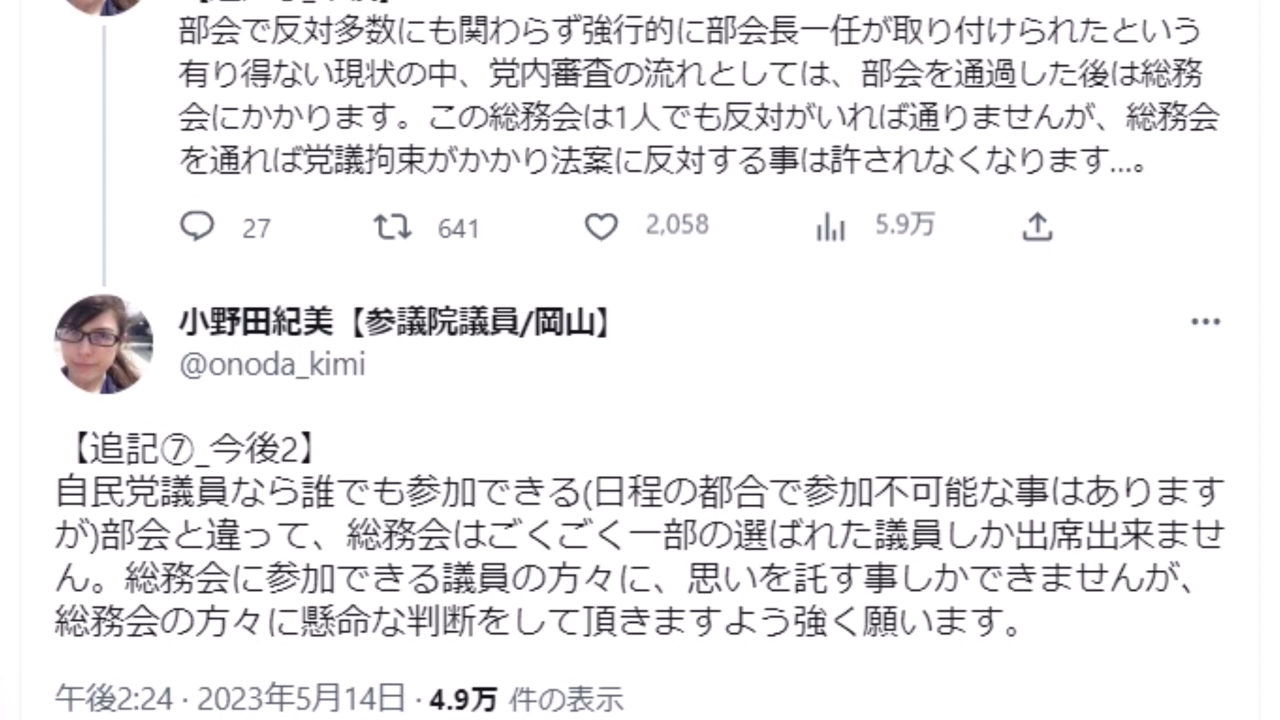 部会で反対多数にも関わらず強行的に部会長一任が取り付けられたという
有り得ない現状の中、党内審査の流れとしては、部会を通過した後は総務
会にかかります。この総務会は1人でも反対がいれば通りませんが、総務会
を通れば党議拘束がかかり法案に反対する事は許されなくなります…。
27 641 2,058 5.9万
小野田紀美【参議院議員/岡山】
@onoda_kimi
【追記⑦_今後2】
自民党議員なら誰でも参加できる(日程の都合で参加不可能な事はあります
が)部会と違って、総務会はごくごく一部の選ばれた議員しか出席出来ませ
ん。総務会に参加できる議員の方々に、思いを託す事しかできませんが、
総務会の方々に懸命な判断をして頂きますよう強く願います。
午後2:24 · 2023年5月14日 · 4.9万 件の表示